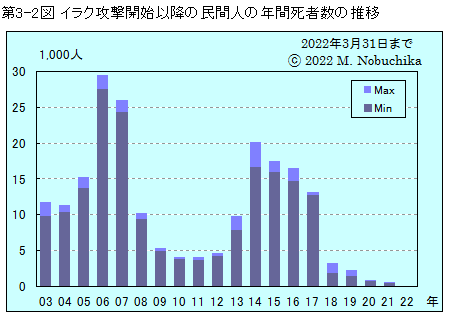 第3-2図 イラク攻撃開始以降の民間人の年間死者数の推移
1,000人
2022年3月31日まで
© 2022 M. Nobuchika
Max
Min
30
25
20
15
10
5
0
03 04 05 06 07 08 09 10 11 12 13 14 15 16 17 18 19 20 21 22 年